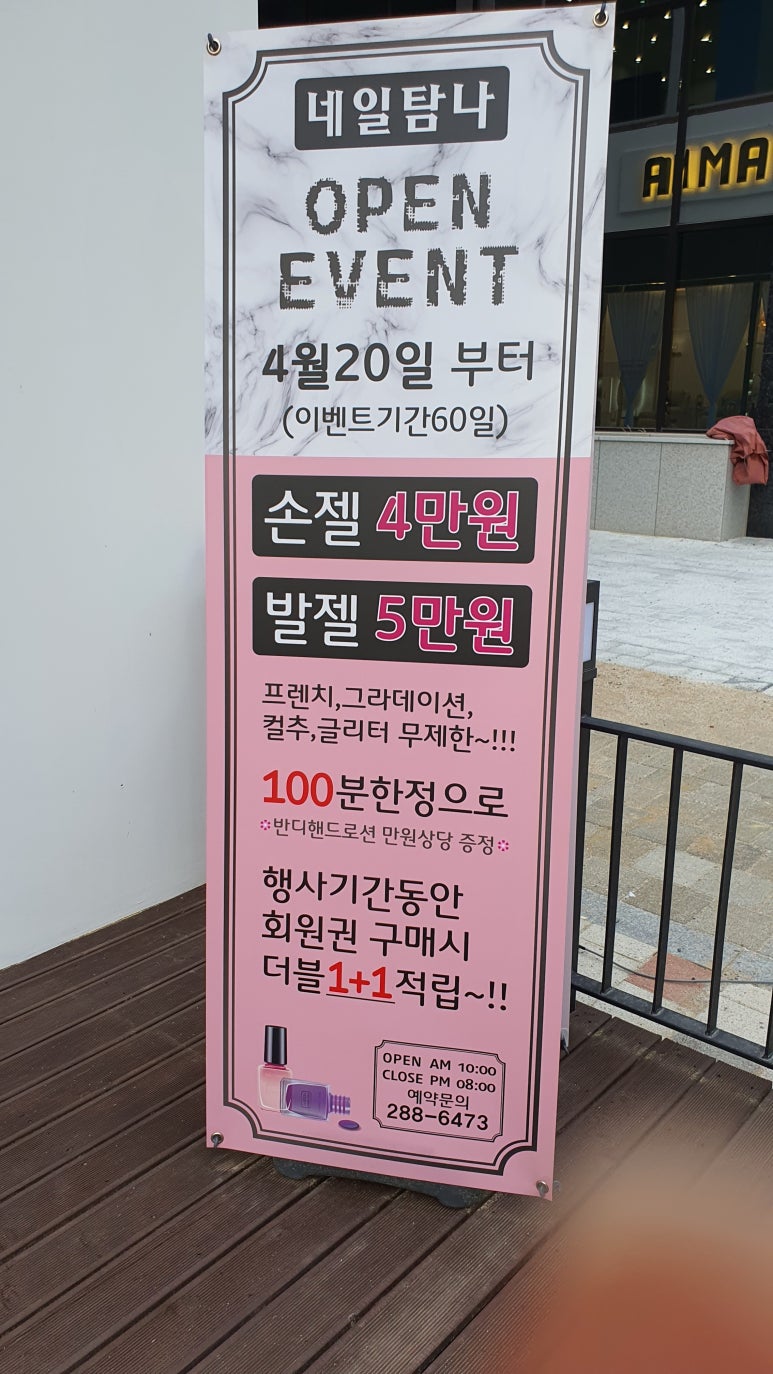 네일탐나
OPEN
EVENT
4월20일 부터
(이벤트기간60일)
손젤 4만원
발젤 5만원
프렌치,그라데이션,
컬추,글리터 무제한~!!!
100분한정으로
반디핸드로션 만원상당 증정
행사기간동안
회원권 구매시
더블1+1적립~!!
OPEN AM 10:00
CLOSE PM 08:00
예약문의
288-6473